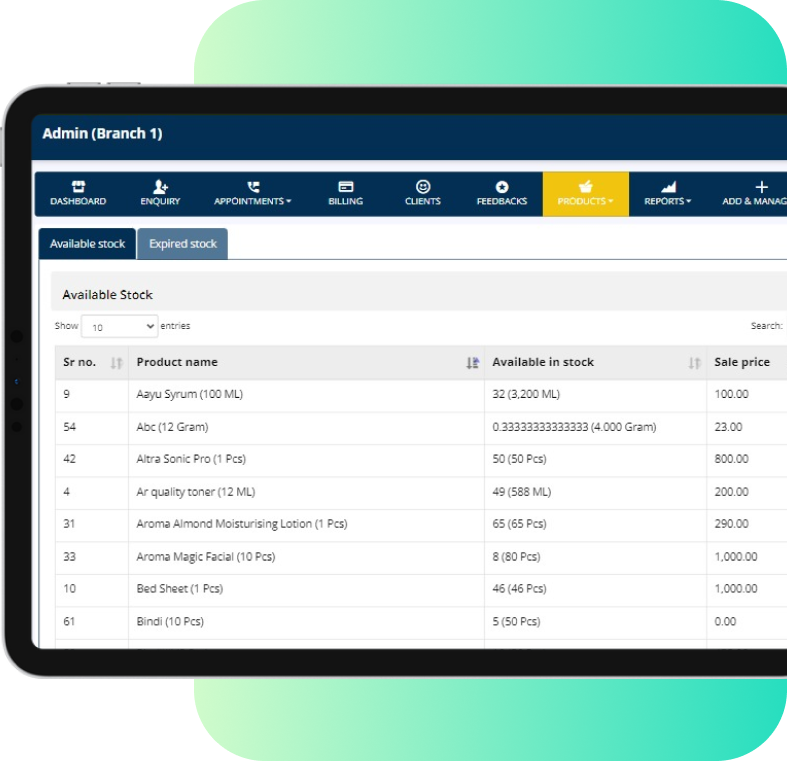 Admin (Branch 1)
DASHBOARD ENQUIRY APPOINTMENTS BILLING CLIENTS FEEDBACKS PRODUCTS REPORTS ADD & MANAG
Available stock Expired stock
Available Stock
Show 10 entries Search:
Sr no. Product name Available in stock Sale price
9 Aayu Syrum (100 ML) 32 (3,200 ML) 100.00
54 Abc (12 Gram) 0.33333333333333 (4.000 Gram) 23.00
42 Altra Sonic Pro (1 Pcs) 50 (50 Pcs) 800.00
4 Ar quality toner (12 ML) 49 (588 ML) 200.00
31 Aroma Almond Moisturising Lotion (1 Pcs) 65 (65 Pcs) 290.00
33 Aroma Magic Facial (10 Pcs) 8 (80 Pcs) 1,000.00
10 Bed Sheet (1 Pcs) 46 (46 Pcs) 1,000.00
61 Bindi (10 Pcs) 5 (50 Pcs) 0.00